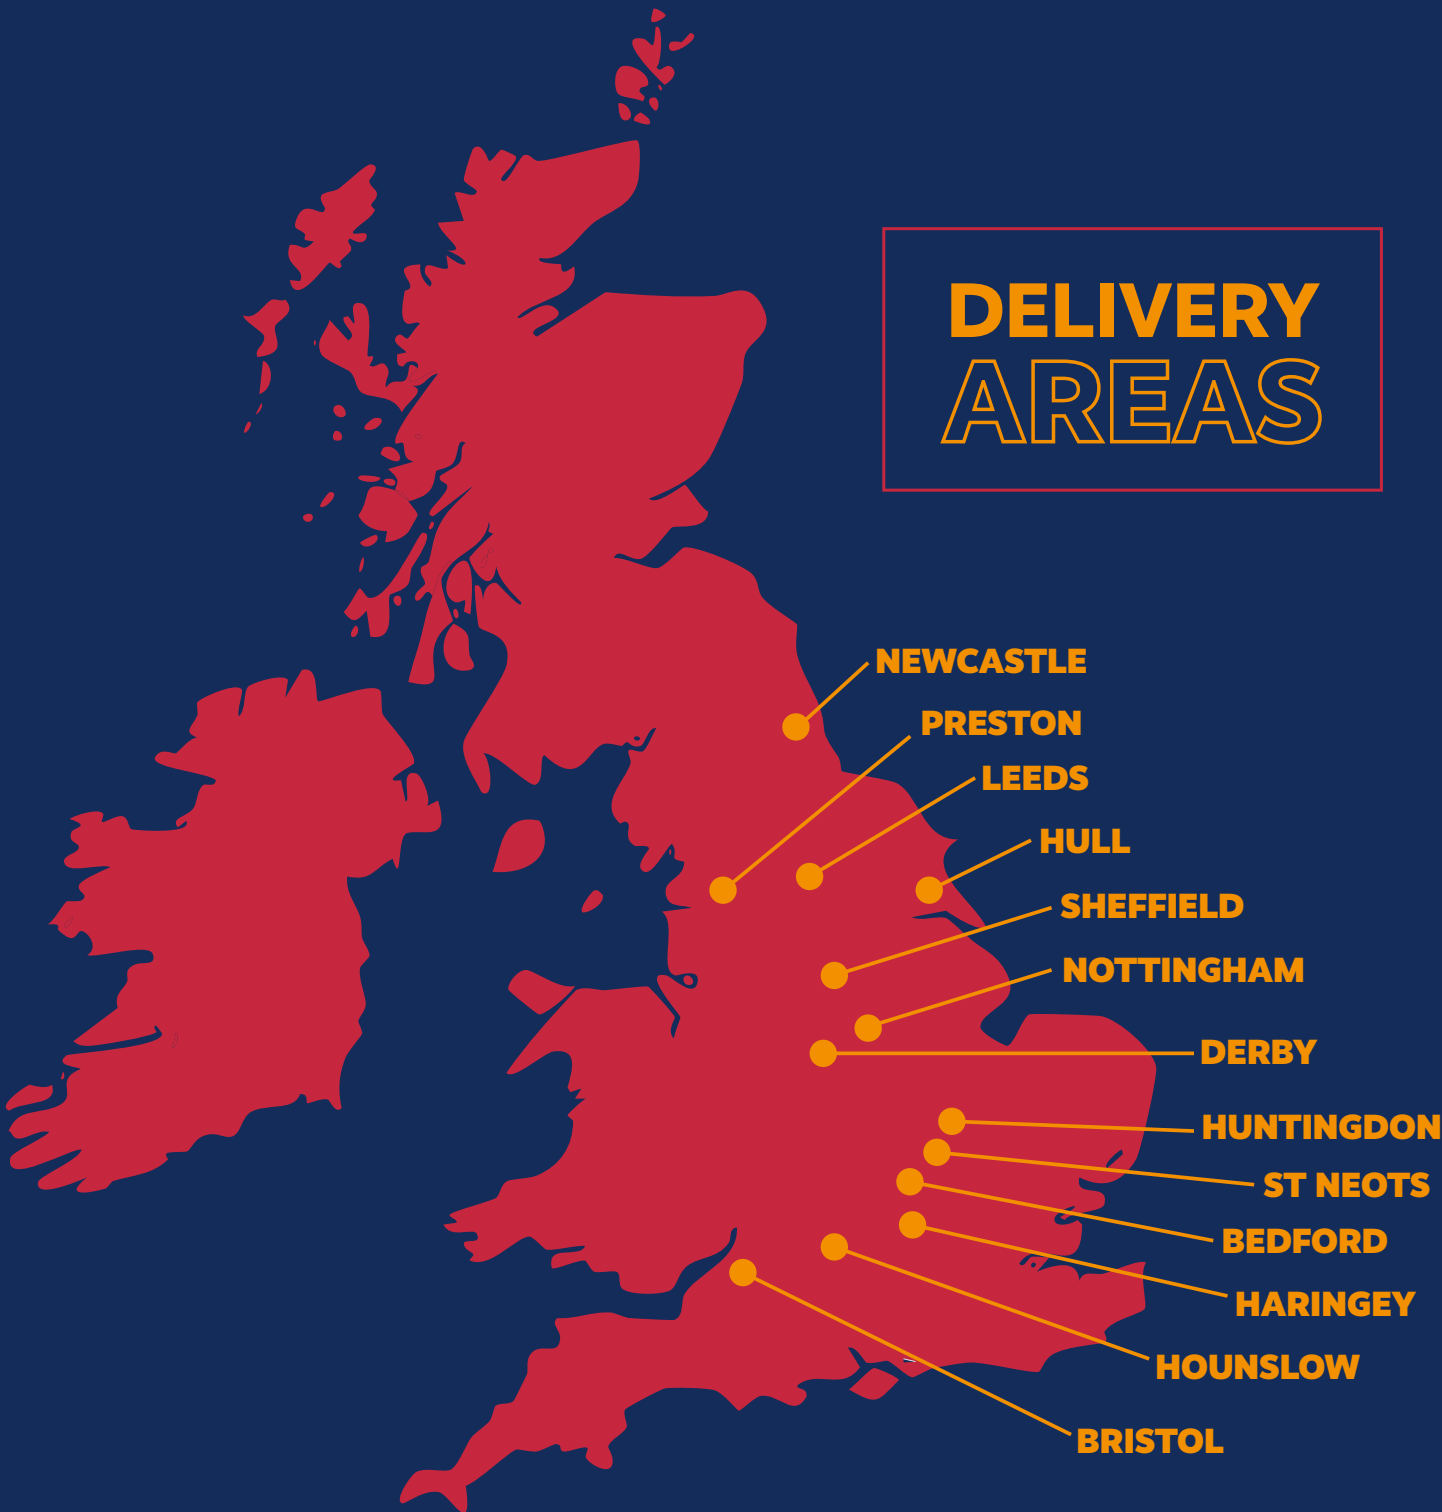 DELIVERY
AREAS
NEWCASTLE
PRESTON
LEEDS
HULL
SHEFFIELD
NOTTINGHAM
DERBY
HUNTINGDON
ST NEOTS
BEDFORD
HARINGEY
HOUNSLOW
BRISTOL